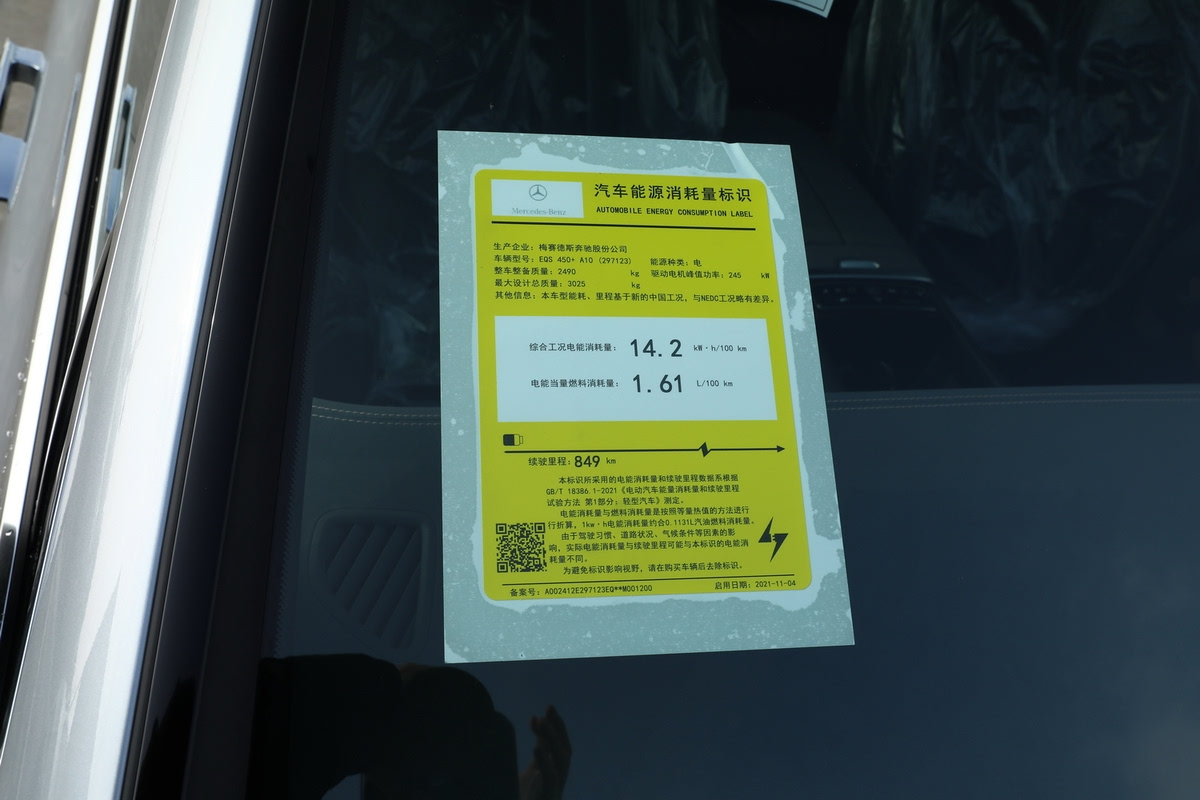 Mercedes-Benz
汽车能源消耗量标识
AUTOMOBILE ENERGY CONSUMPTION LABEL
生产企业：梅赛德斯奔驰股份公司
车辆型号：EQS 450+ A10 (297123) 能源种类：电
整车整备质量：2490 kg 驱动电机峰值功率：245 kW
最大设计总质量：3025 kg
其他信息：本车型能耗、里程基于新的中国工况，与NEDC工况略有差异。
综合工况电能消耗量：14.2 kW·h/100 km
电能当量燃料消耗量：1.61 L/100 km
续驶里程：849 km
本标识所采用的电能消耗量和续驶里程数据系根据
GB/T 18386.1-2021《电动汽车能量消耗量和续驶里程
试验方法 第1部分：轻型汽车》测定。
电能消耗量与燃料消耗量是按照等量热值的方法进行
行折算，1kw·h电能消耗量约合0.1131L汽油燃料消耗量。
由于驾驶习惯、道路状况、气候条件等因素的影
响，实际电能消耗量与续驶里程可能与本标识的电能消
耗量不同。
为避免标识影响视野，请在购买车辆后去除标识。
备案号：A002412E297123EQ**M001200 启用日期：2021-11-04